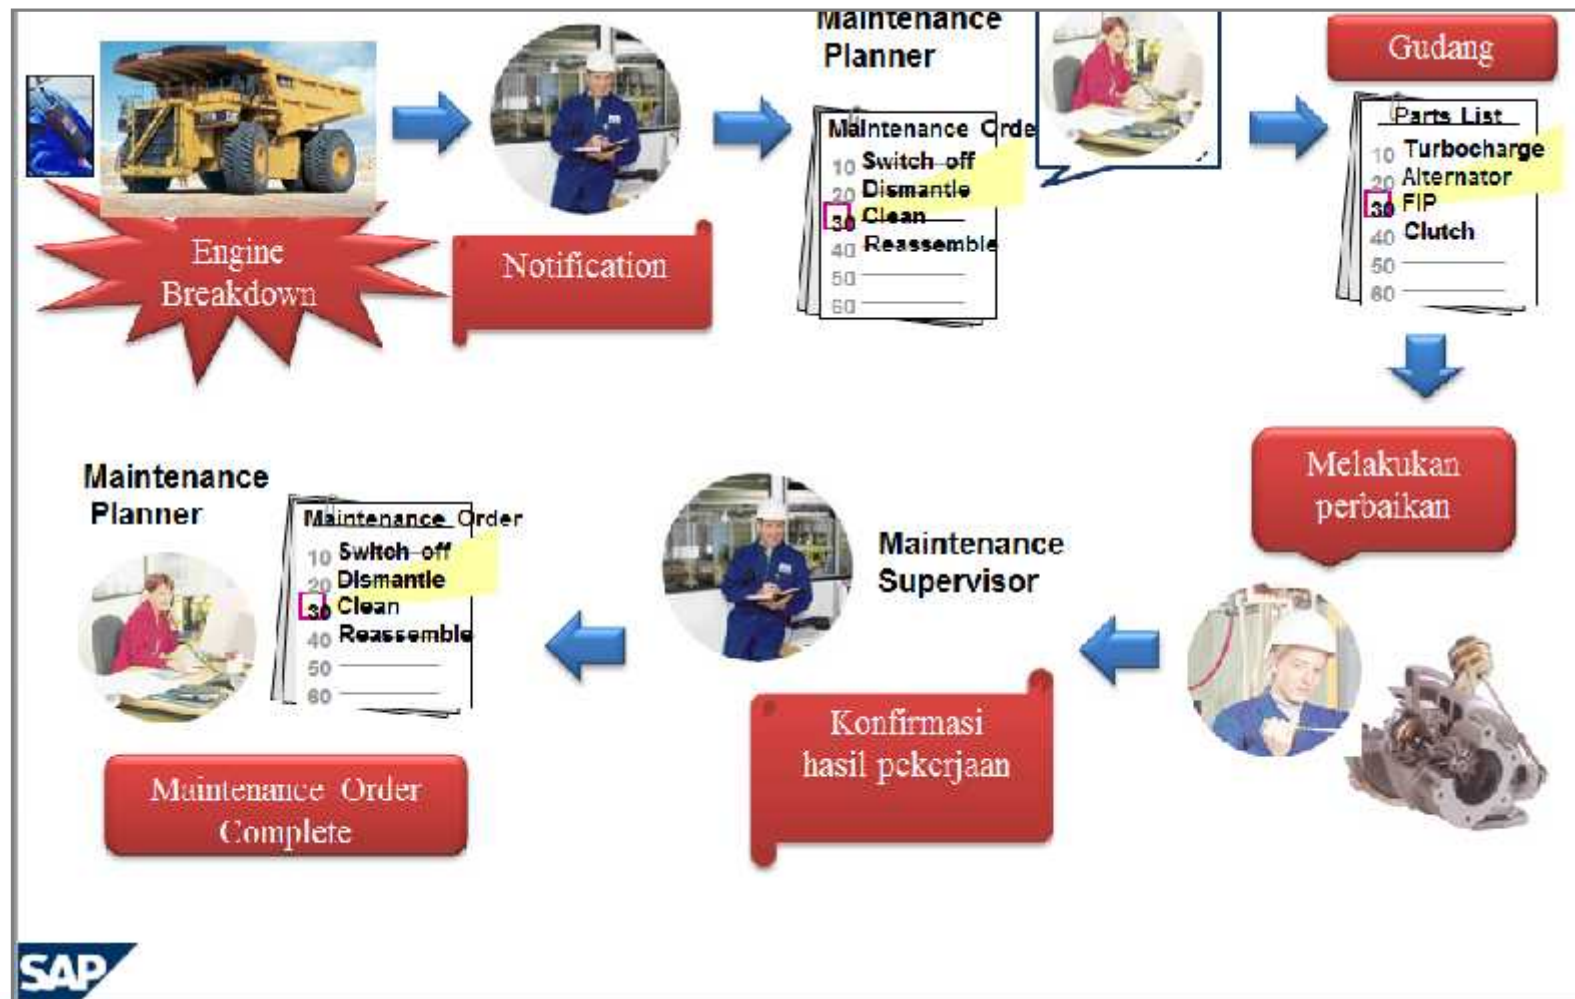 Maintenance
Planner
Gudang
Engine
Breakdown
Notification
Maintenance Orde
10 Switch off
20 Dismantle
30 Clean
40 Reassemble
50
60
Parts List
10 Turbocharge
20 Alternator
30 FIP
40 Clutch
50
60
Melakukan
perbaikan
Maintenance
Supervisor
Konfirmasi
hasil pekerjaan
Maintenance
Planner
Maintenance Order
10 Switch off
20 Dismantle
30 Clean
40 Reassemble
50
60
Maintenance Order
Complete
SAP